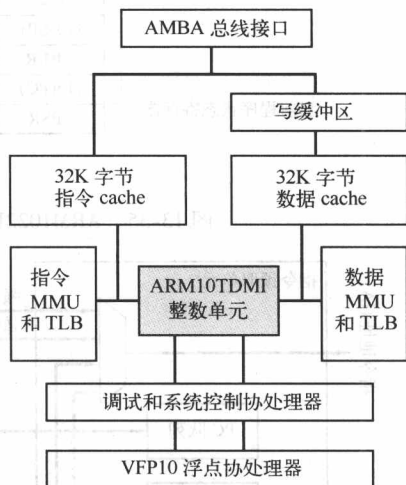 AMBA 总线接口
写缓冲区
32K 字节
指令 cache
32K 字节
数据 cache
指令
MMU
和 TLB
ARM10TDMI
整数单元
数据
MMU
和 TLB
调试和系统控制协处理器
VFP10 浮点协处理器